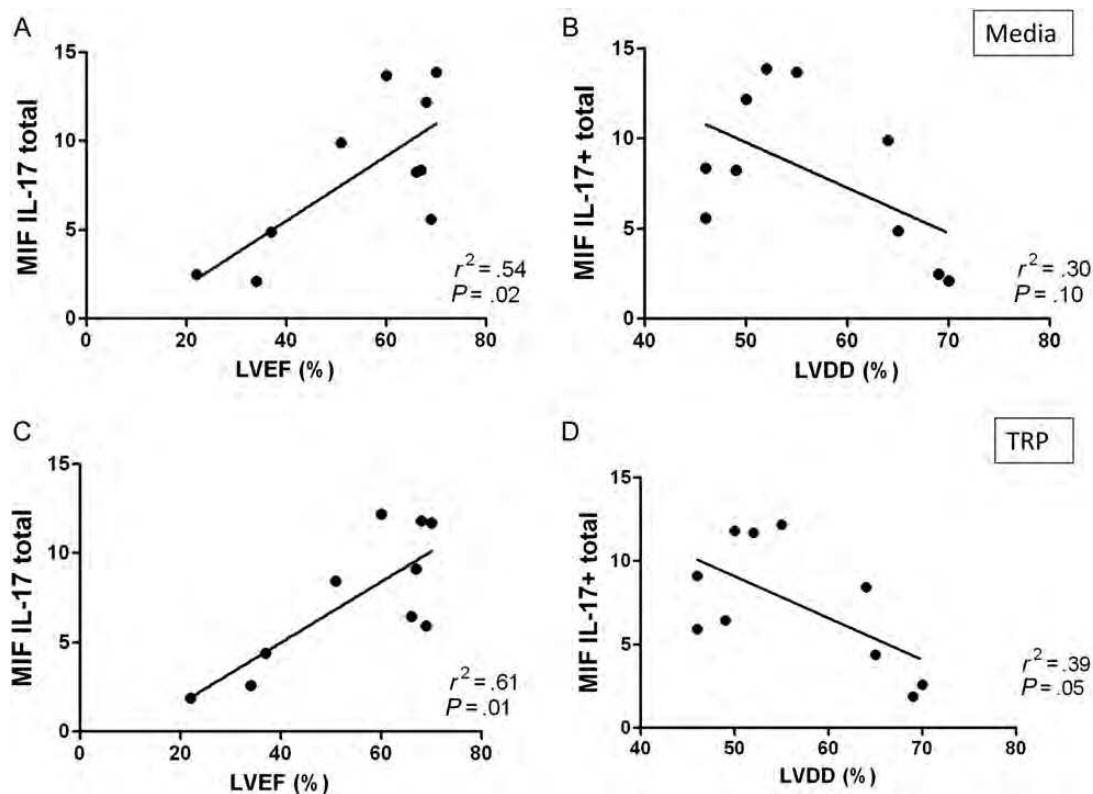 A
MIF IL-17 total
15
10
5
0
0
20
40
60
80
LVEF (%)
r² = .54
P = .02
B
Media
MIF IL-17+ total
15
10
5
0
40
50
60
70
80
LVDD (%)
r² = .30
P = .10
C
MIF IL-17 total
15
10
5
0
0
20
40
60
80
LVEF (%)
r² = .61
P = .01
D
TRP
MIF IL-17+ total
15
10
5
0
40
50
60
70
80
LVDD (%)
r² = .39
P = .05